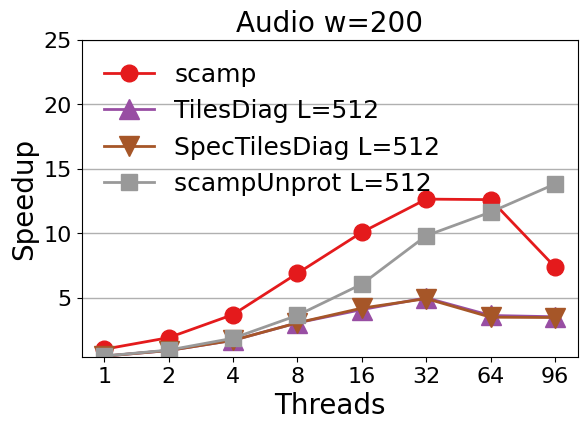 Audio w=200
25
20
15
10
5
Speedup
scamp
TilesDiag L=512
SpecTilesDiag L=512
scampUnprot L=512
1 2 4 8 16 32 64 96
Threads